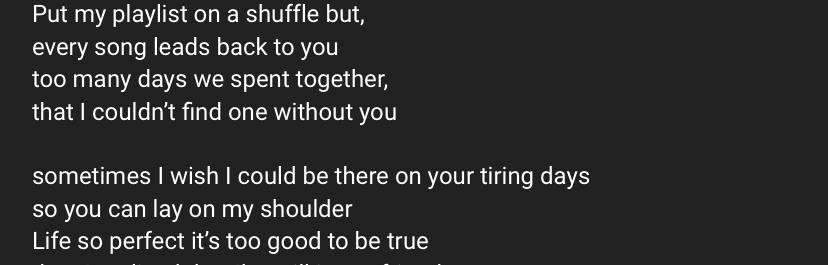 Put my playlist on a shuffle but,
every song leads back to you
too many days we spent together,
that I couldn’t find one without you

sometimes I wish I could be there on your tiring days
so you can lay on my shoulder
Life so perfect it’s too good to be true